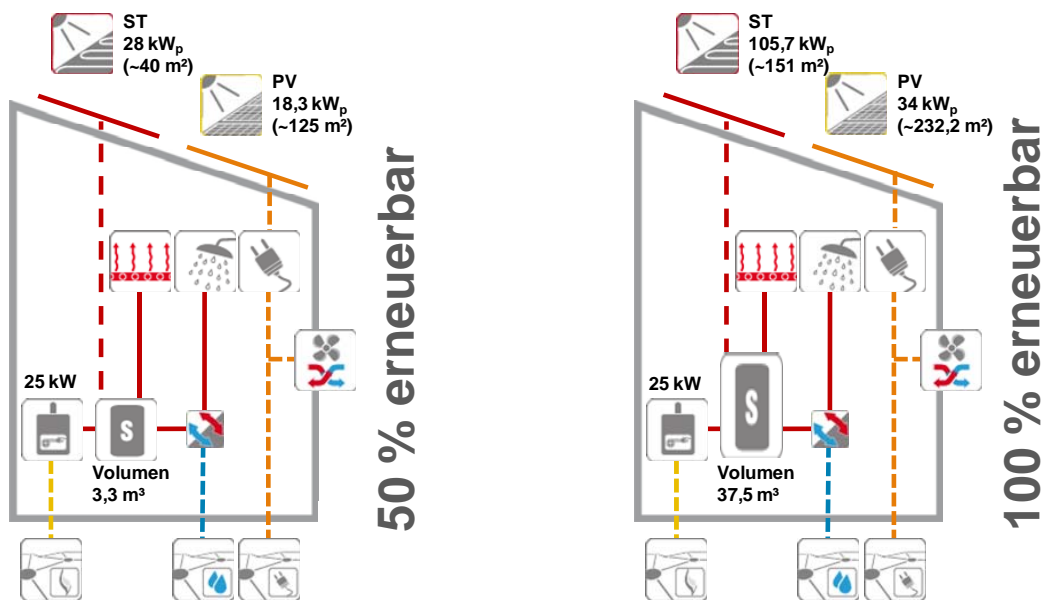 ST
28 kWp
(~40 m²)
PV
18,3 kWp
(~125 m²)
25 kW
S
Volumen
3,3 m³
50 % erneuerbar
ST
105,7 kWp
(~151 m²)
PV
34 kWp
(~232,2 m²)
25 kW
S
Volumen
37,5 m³
100 % erneuerbar